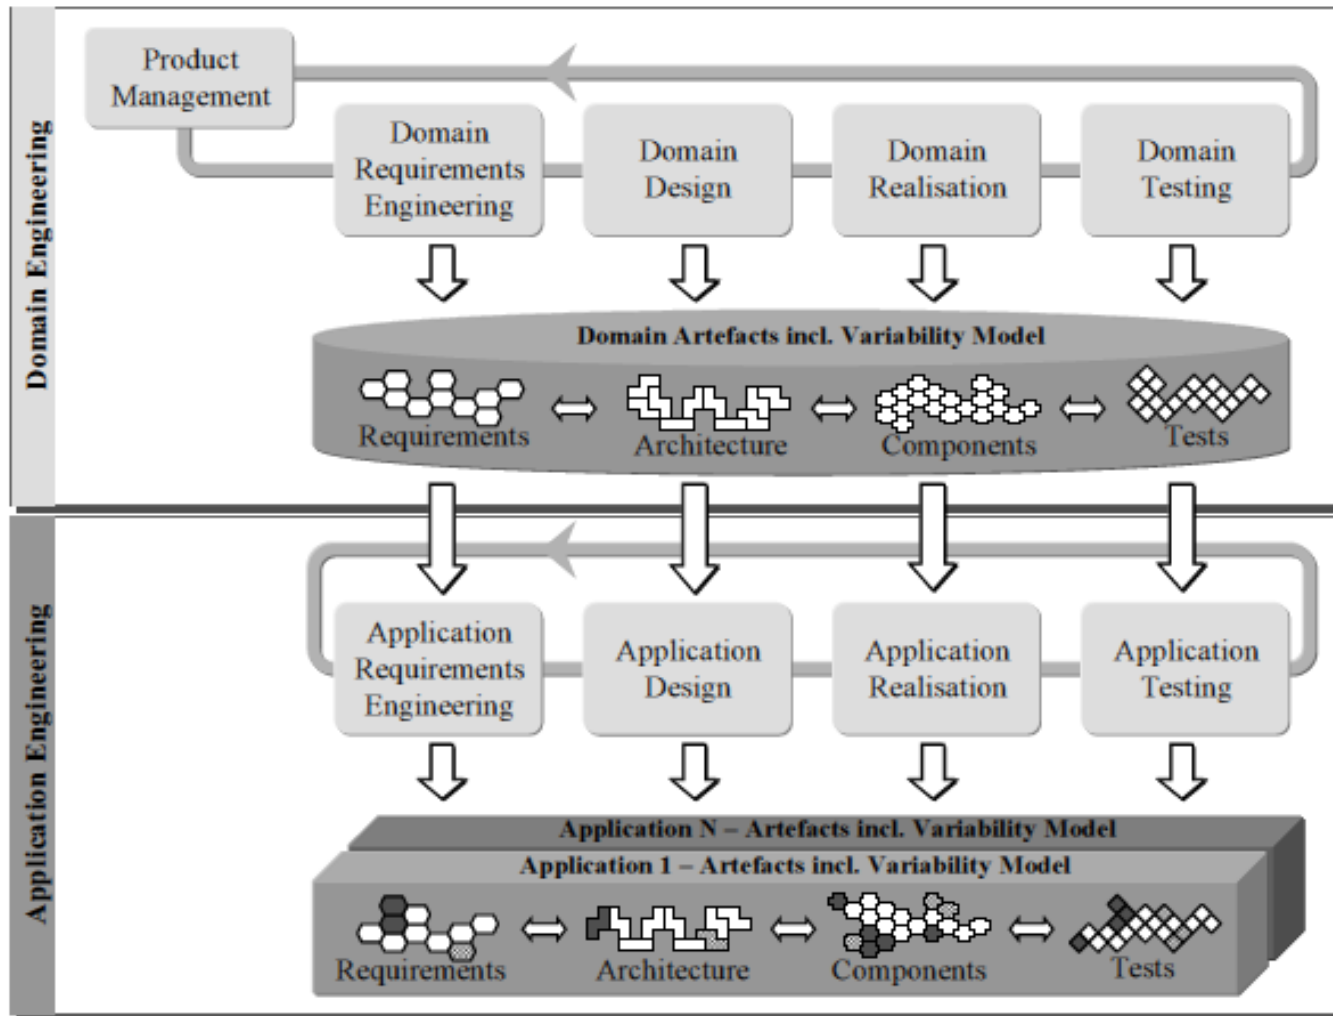 Domain Engineering
Product
Management
Domain
Requirements
Engineering
Domain
Design
Domain
Realisation
Domain
Testing
Domain Artefacts incl. Variability Model
Requirements
Architecture
Components
Tests
Application Engineering
Application
Requirements
Engineering
Application
Design
Application
Realisation
Application
Testing
Application N – Artefacts incl. Variability Model
Application 1 – Artefacts incl. Variability Model
Requirements
Architecture
Components
Tests